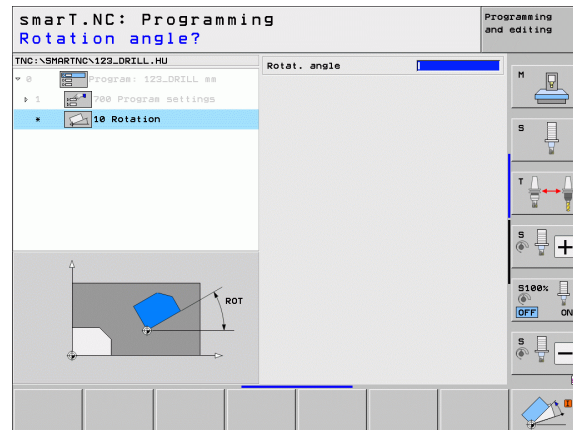 smarT.NC: Programming
Rotation angle?
Programming
and editing
TNC:\SMARTNC\123_DRILL.HU
0 Program: 123_DRILL mm
1 700 Program settings
* 10 Rotation
Rotat. angle
ROT
M
S
T
S
S100%
OFF ON
S